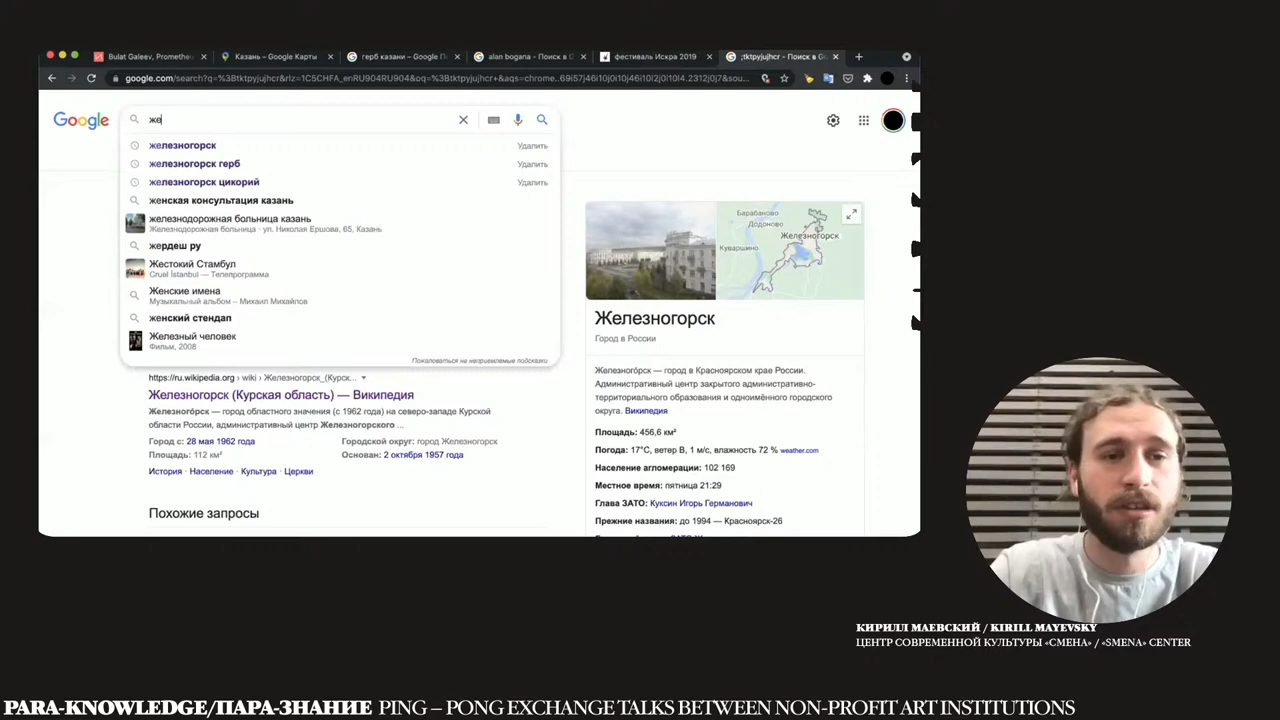 Bulat Galeev, Prometheu
Казань – Google Карты
герб казани – Google П
alan bogana - Поиск в G
фестиваль Искра 2019
;tktpyjujhcr - Поиск в G
google.com/search?q=%3Btktpyjujhcr&rlz=1C5CHFA_enRU904RU904&oq=%3Btktpyjujhcr+&aqs=chrome..69i57j46i10j0i10j46i10l2j0j0i10l4.2312j0j7&sou...
Google
же
железногорск
Удалить
железногорск герб
Удалить
железногорск цикорий
Удалить
женская консультация казань
железнодорожная больница казань
Железнодорожная больница · ул. Николая Ершова, 65, Казань
жердеш ру
Жестокий Стамбул
Cruel İstanbul — Телепрограмма
Женские имена
Музыкальный альбом – Михаил Михайлов
женский стендап
Железный человек
Фильм, 2008
Пожаловаться на неприемлемые подсказки
https://ru.wikipedia.org › wiki › Железногорск_(Курск...
Железногорск (Курская область) — Википедия
Железного́рск — город областного значения (с 1962 года) на северо-западе Курской
области России, административный центр Железногорского ...
Город с: 28 мая 1962 года
Городской округ: город Железногорск
Площадь: 112 км²
Основан: 2 октября 1957 года
История · Население · Культура · Церкви
Похожие запросы
Барабаново
Додоново
Железногорск
Куваршино
Железногорск
Город в России
Железного́рск — город в Красноярском крае России.
Административный центр закрытого административно-
территориального образования и одноимённого городского
округа. Википедия
Площадь: 456,6 км²
Погода: 17°C, ветер В, 1 м/с, влажность 72 % weather.com
Население агломерации: 102 169
Местное время: пятница 21:29
Глава ЗАТО: Куксин Игорь Германович
Прежние названия: до 1994 — Красноярск-26
КИРИЛЛ МАЕВСКИЙ / KIRILL MAYEVSKY
ЦЕНТР СОВРЕМЕННОЙ КУЛЬТУРЫ «СМЕНА» / «SMENA» CENTER
PARA-KNOWLEDGE/ПАРА-ЗНАНИЕ PING – PONG EXCHANGE TALKS BETWEEN NON-PROFIT ART INSTITUTIONS